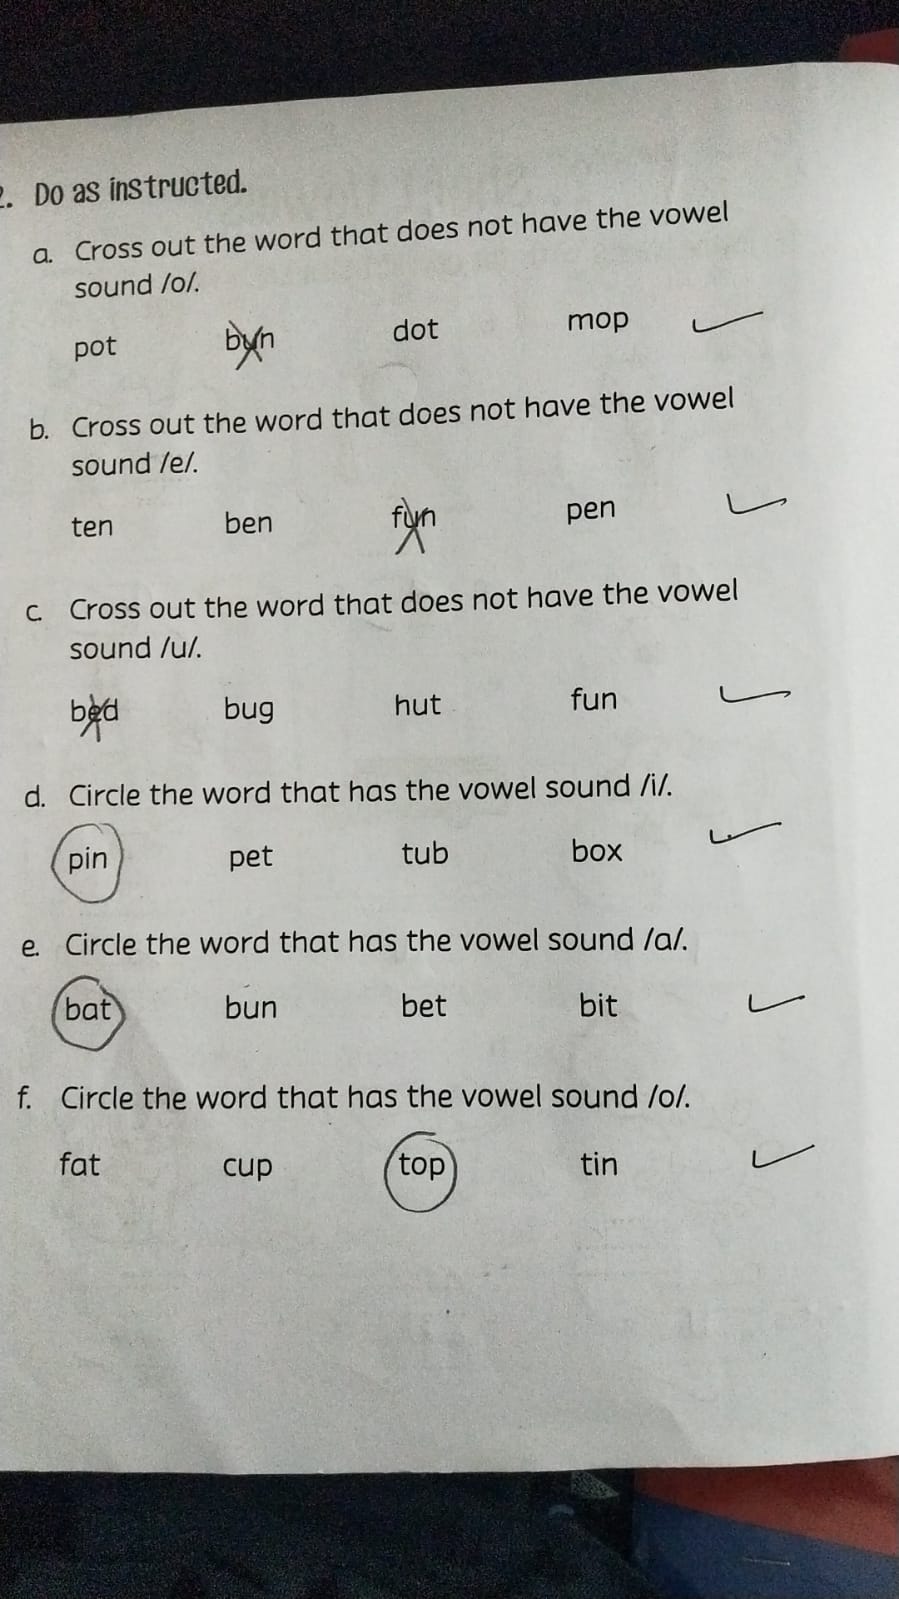 2. Do as instructed.
a. Cross out the word that does not have the vowel
sound /o/.
pot bun dot mop
b. Cross out the word that does not have the vowel
sound /e/.
ten ben fun pen
c. Cross out the word that does not have the vowel
sound /u/.
bed bug hut fun
d. Circle the word that has the vowel sound /i/.
pin pet tub box
e. Circle the word that has the vowel sound /a/.
bat bun bet bit
f. Circle the word that has the vowel sound /o/.
fat cup top tin